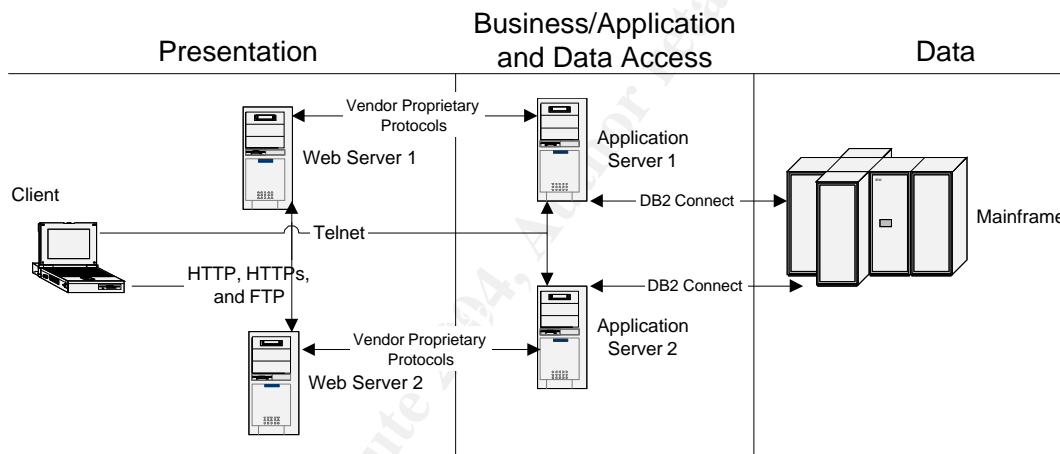 Presentation
Business/Application
and Data Access
Data
Vendor Proprietary
Protocols
Web Server 1
Application
Server 1
Client
DB2 Connect
Mainframe
Telnet
HTTP, HTTPs,
and FTP
DB2 Connect
Vendor Proprietary
Protocols
Application
Server 2
Web Server 2